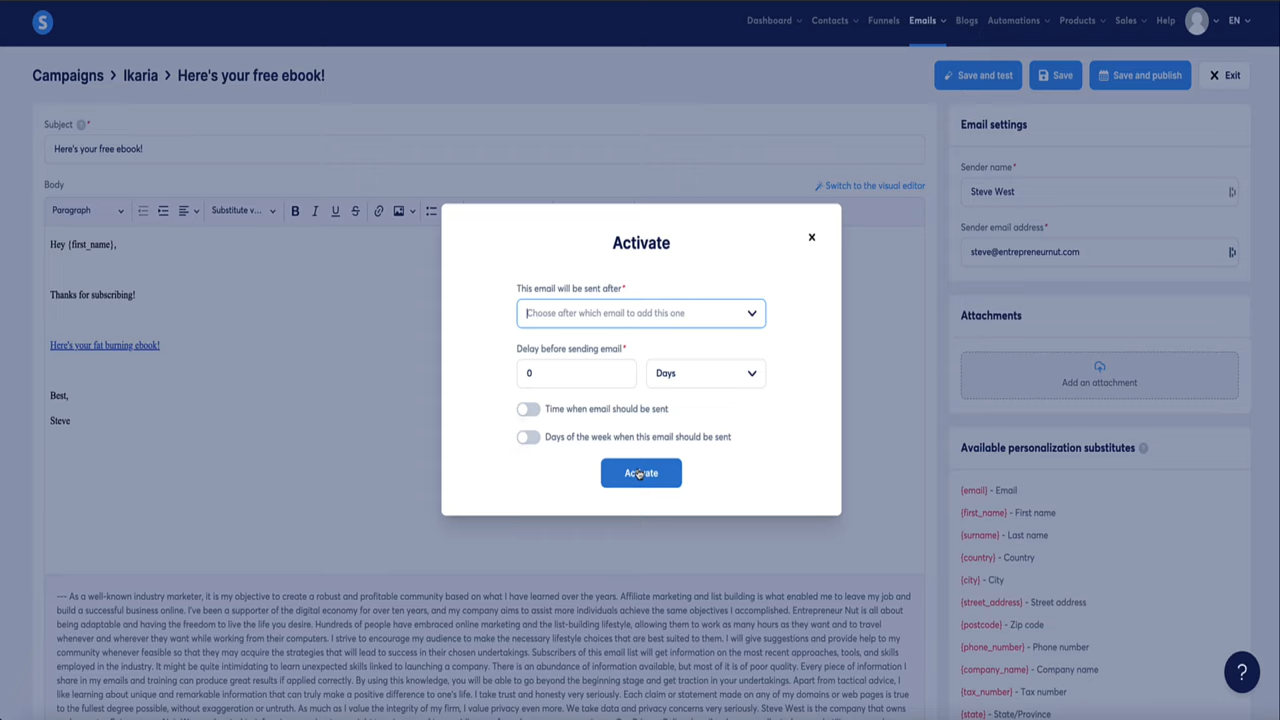 S
Dashboard
Contacts
Funnels
Emails
Blogs
Automations
Products
Sales
Help
EN
Campaigns > Ikaria > Here's your free ebook!
Save and test
Save
Save and publish
X Exit
Subject ?*
Here's your free ebook!
Body
Switch to the visual editor
Paragraph
Substitute v...
B I U S
Hey {first_name},
Thanks for subscribing!
Here's your fat burning ebook!
Best,
Steve
--- As a well-known industry marketer, it is my objective to create a robust and profitable community based on what I have learned over the years. Affiliate marketing and list building is what enabled me to leave my job and
build a successful business online. I've been a supporter of the digital economy for over ten years, and my company aims to assist more individuals achieve the same objectives I accomplished. Entrepreneur Nut is all about
being adaptable and having the freedom to live the life you desire. Hundreds of people have embraced online marketing and the list-building lifestyle, allowing them to work as many hours as they want and to travel
whenever and wherever they want while working from their computers. I strive to encourage my audience to make the necessary lifestyle choices that are best suited to them. I will give suggestions and provide help to my
community whenever feasible so that they may acquire the strategies that will lead to success in their chosen undertakings. Subscribers of this email list will get information on the most recent approaches, tools, and skills
employed in the industry. It might be quite intimidating to learn unexpected skills linked to launching a company. There is an abundance of information available, but most of it is of poor quality. Every piece of information I
share in my emails and training can produce great results if applied correctly. By using this knowledge, you will be able to go beyond the beginning stage and get traction in your undertakings. Apart from tactical advice, I
like learning about unique and remarkable information that can truly make a positive difference to one's life. I take trust and honesty very seriously. Each claim or statement made on any of my domains or web pages is true
to the fullest degree possible, without exaggeration or untruth. As much as I value the integrity of my firm, I value privacy even more. We take data and privacy concerns very seriously. Steve West is the company that owns
Activate
This email will be sent after*
Choose after which email to add this one
Delay before sending email*
0
Days
Time when email should be sent
Days of the week when this email should be sent
Activate
Email settings
Sender name*
Steve West
Sender email address*
steve@entrepreneurnut.com
Attachments
Add an attachment
Available personalization substitutes ?
{email} - Email
{first_name} - First name
{surname} - Last name
{country} - Country
{city} - City
{street_address} - Street address
{postcode} - Zip code
{phone_number} - Phone number
{company_name} - Company name
{tax_number} - Tax number
{state} - State/Province
?